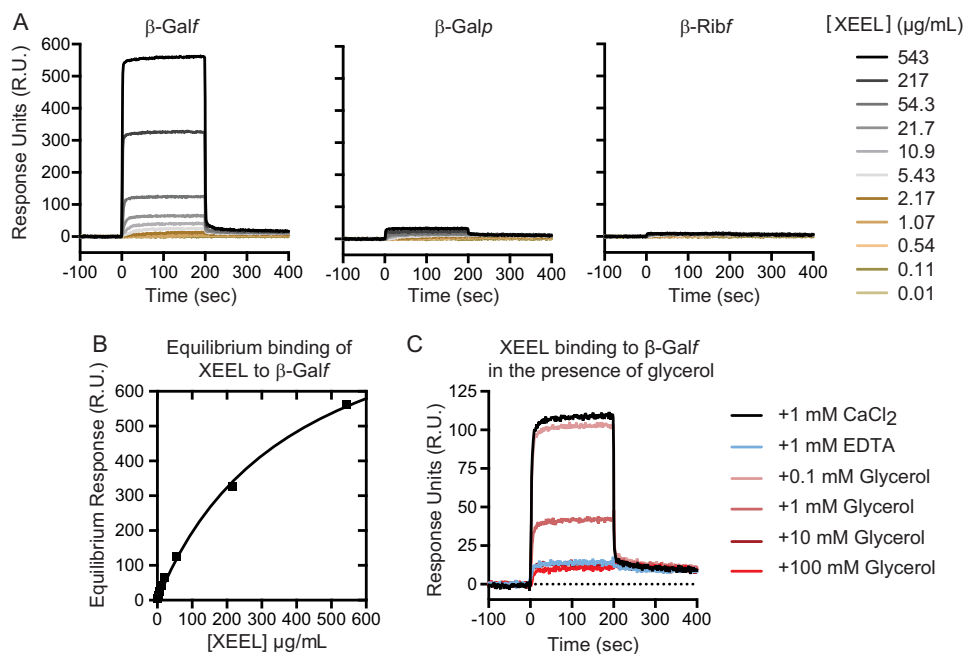 A
β-Galf
β-Galp
β-Ribf
[XEEL] (µg/mL)
Response Units (R.U.)
600
500
400
300
200
100
0
-100 0 100 200 300 400
-100 0 100 200 300 400
-100 0 100 200 300 400
Time (sec)
Time (sec)
Time (sec)
543
217
54.3
21.7
10.9
5.43
2.17
1.07
0.54
0.11
0.01
B
Equilibrium binding of
XEEL to β-Galf
Equilibrium Response (R.U.)
600
500
400
300
200
100
0
0 100 200 300 400 500 600
[XEEL] µg/mL
C
XEEL binding to β-Galf
in the presence of glycerol
Response Units (R.U.)
125
100
75
50
25
0
-100 0 100 200 300 400
Time (sec)
+1 mM CaCl2
+1 mM EDTA
+0.1 mM Glycerol
+1 mM Glycerol
+10 mM Glycerol
+100 mM Glycerol